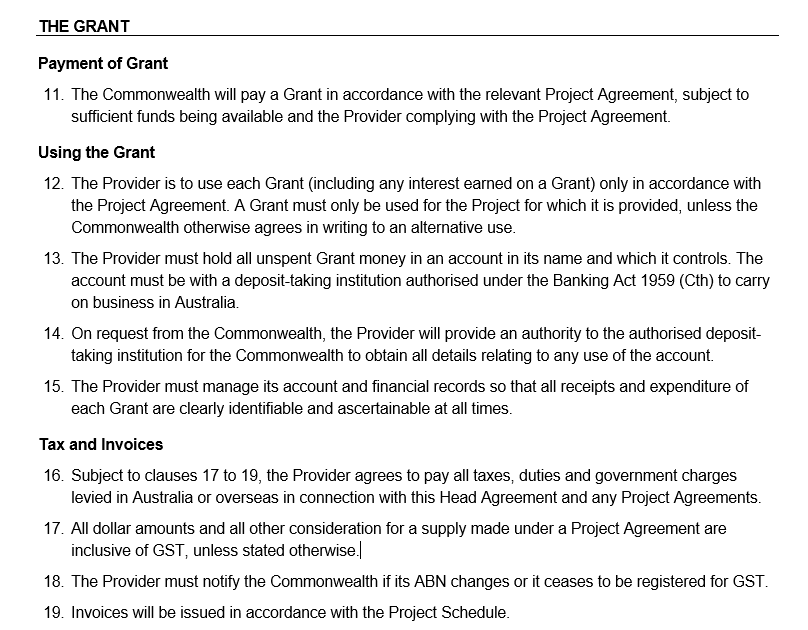 THE GRANT
Payment of Grant
11. The Commonwealth will pay a Grant in accordance with the relevant Project Agreement, subject to
sufficient funds being available and the Provider complying with the Project Agreement.
Using the Grant
12. The Provider is to use each Grant (including any interest earned on a Grant) only in accordance with
the Project Agreement. A Grant must only be used for the Project for which it is provided, unless the
Commonwealth otherwise agrees in writing to an alternative use.
13. The Provider must hold all unspent Grant money in an account in its name and which it controls. The
account must be with a deposit-taking institution authorised under the Banking Act 1959 (Cth) to carry
on business in Australia.
14. On request from the Commonwealth, the Provider will provide an authority to the authorised deposit-
taking institution for the Commonwealth to obtain all details relating to any use of the account.
15. The Provider must manage its account and financial records so that all receipts and expenditure of
each Grant are clearly identifiable and ascertainable at all times.
Tax and Invoices
16. Subject to clauses 17 to 19, the Provider agrees to pay all taxes, duties and government charges
levied in Australia or overseas in connection with this Head Agreement and any Project Agreements.
17. All dollar amounts and all other consideration for a supply made under a Project Agreement are
inclusive of GST, unless stated otherwise.
18. The Provider must notify the Commonwealth if its ABN changes or it ceases to be registered for GST.
19. Invoices will be issued in accordance with the Project Schedule.